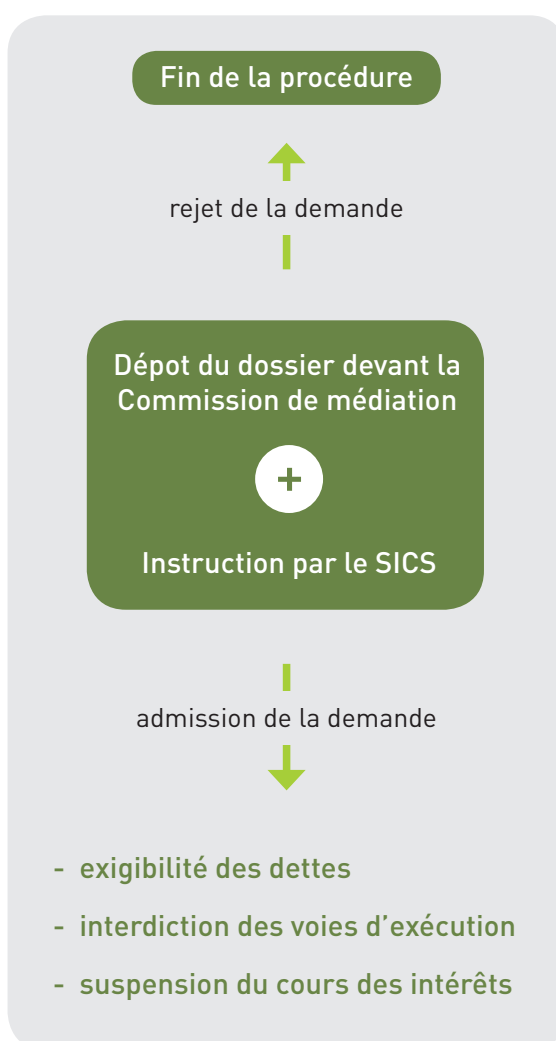 Fin de la procédure
rejet de la demande
Dépot du dossier devant la
Commission de médiation
+
Instruction par le SICS
admission de la demande
- exigibilité des dettes
- interdiction des voies d’exécution
- suspension du cours des intérêts